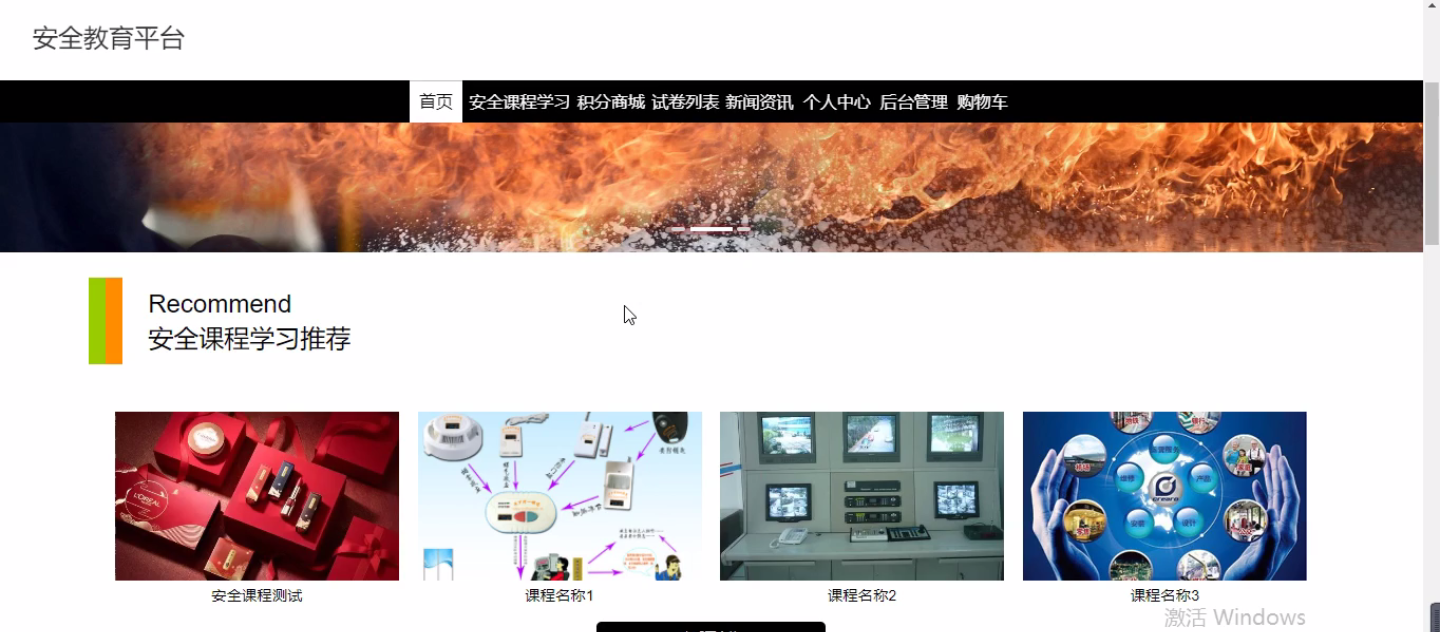 安全教育平台
首页 安全课程学习 积分商城 试卷列表 新闻资讯 个人中心 后台管理 购物车
Recommend
安全课程学习推荐
L'OREAL
安全课程测试
课程名称1
课程名称2
课程名称3
激活 Windows